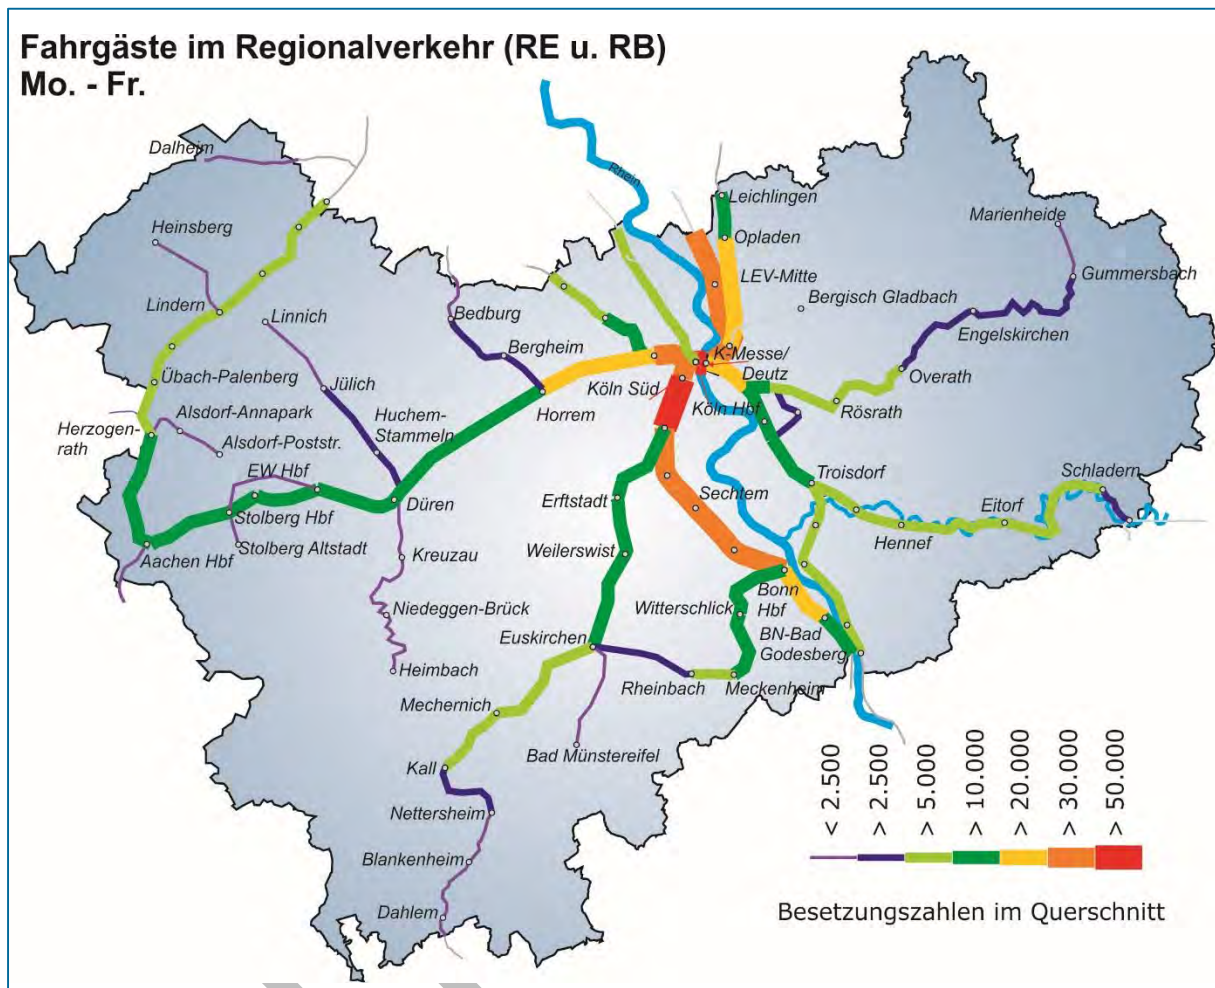 Fahrgäste im Regionalverkehr (RE u. RB)
Mo. - Fr.
Dalheim
Rhein
Leichlingen
Heinsberg
Marienheide
Opladen
LEV-Mitte
Gummersbach
Lindern
Linnich
Bedburg
Bergisch Gladbach
Engelskirchen
Bergheim
K-Messe/
Deutz
Übach-Palenberg
Jülich
Köln Süd
Overath
Horrem
Köln Hbf
Rösrath
Alsdorf-Annapark
Huchem-
Stammeln
Herzogen-
rath
Alsdorf-Poststr.
EW Hbf
Troisdorf
Schladern
Düren
Erftstadt
Sechtem
Eitorf
Stolberg Hbf
Hennef
Stolberg Altstadt
Aachen Hbf
Kreuzau
Weilerswist
Bonn
Hbf
Niedeggen-Brück
Witterschlick
BN-Bad
Godesberg
Euskirchen
Heimbach
Rheinbach
Meckenheim
Mechernich
Bad Münstereifel
Kall
Nettersheim
Blankenheim
Dahlem
< 2.500
> 2.500
> 5.000
> 10.000
> 20.000
> 30.000
> 50.000
Besetzungszahlen im Querschnitt